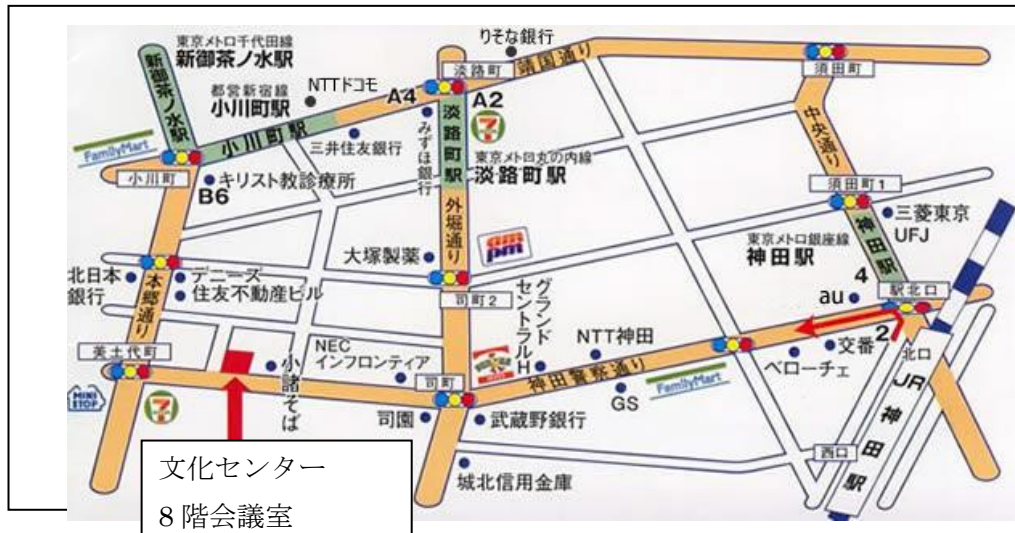 りそな銀行
東京メトロ千代田線
新御茶ノ水駅
淡路町
靖国通り
須田町
新御茶ノ水駅
NTTドコモ
都営新宿線
小川町駅
A4
A2
小川町駅
FamilyMart
三井住友銀行
みずほ銀行
淡路町駅
東京メトロ丸の内線
淡路町駅
中央通り
小川町
キリスト教診療所
B6
須田町1
三菱東京
UFJ
東京メトロ銀座線
神田駅
神田駅
外堀通り
大塚製薬
am
pm
北日本
銀行
本郷通り
デニーズ
住友不動産ビル
司町2
グランド
セントラルH
4
au
駅北口
2
美土代町
NEC
インフロンティア
小諸そば
NTT神田
交番
北口
ベローチェ
MINI
STOP
司町
神田警察通り
FamilyMart
GS
JR神田駅
司園
武蔵野銀行
西口
城北信用金庫
文化センター
8階会議室